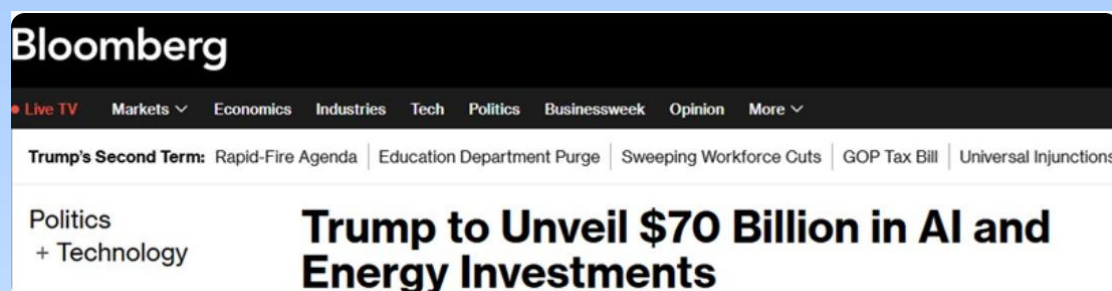 Bloomberg
Live TV Markets Economics Industries Tech Politics Businessweek Opinion More
Trump's Second Term: Rapid-Fire Agenda Education Department Purge Sweeping Workforce Cuts GOP Tax Bill Universal Injunctions
Politics
+ Technology
Trump to Unveil $70 Billion in AI and
Energy Investments